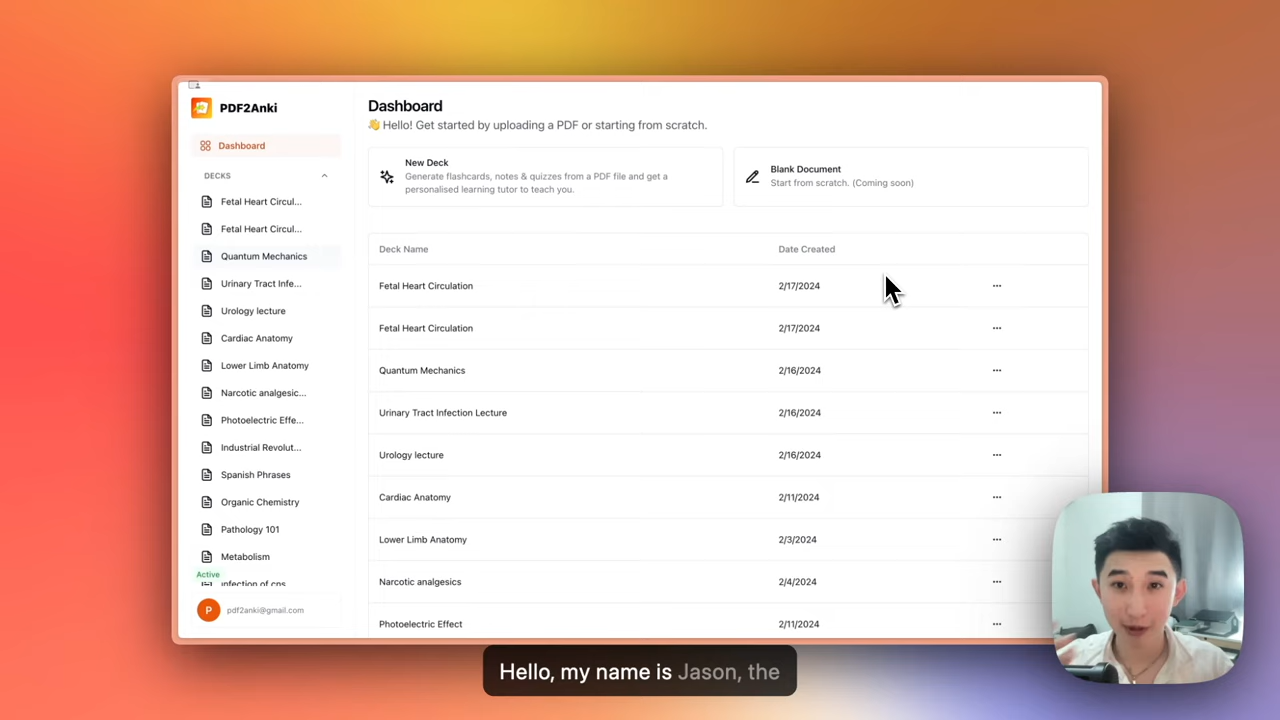 PDF2Anki
Dashboard
DECKS
Fetal Heart Circul...
Fetal Heart Circul...
Quantum Mechanics
Urinary Tract Infe...
Urology lecture
Cardiac Anatomy
Lower Limb Anatomy
Narcotic analgesic...
Photoelectric Effe...
Industrial Revolut...
Spanish Phrases
Organic Chemistry
Pathology 101
Metabolism
Active
infection of cns
P
pdf2anki@gmail.com
Dashboard
👋 Hello! Get started by uploading a PDF or starting from scratch.
New Deck
Generate flashcards, notes & quizzes from a PDF file and get a
personalised learning tutor to teach you.
Blank Document
Start from scratch. (Coming soon)
Deck Name Date Created
Fetal Heart Circulation 2/17/2024
Fetal Heart Circulation 2/17/2024
Quantum Mechanics 2/16/2024
Urinary Tract Infection Lecture 2/16/2024
Urology lecture 2/16/2024
Cardiac Anatomy 2/11/2024
Lower Limb Anatomy 2/3/2024
Narcotic analgesics 2/4/2024
Photoelectric Effect 2/11/2024
Hello, my name is Jason, the